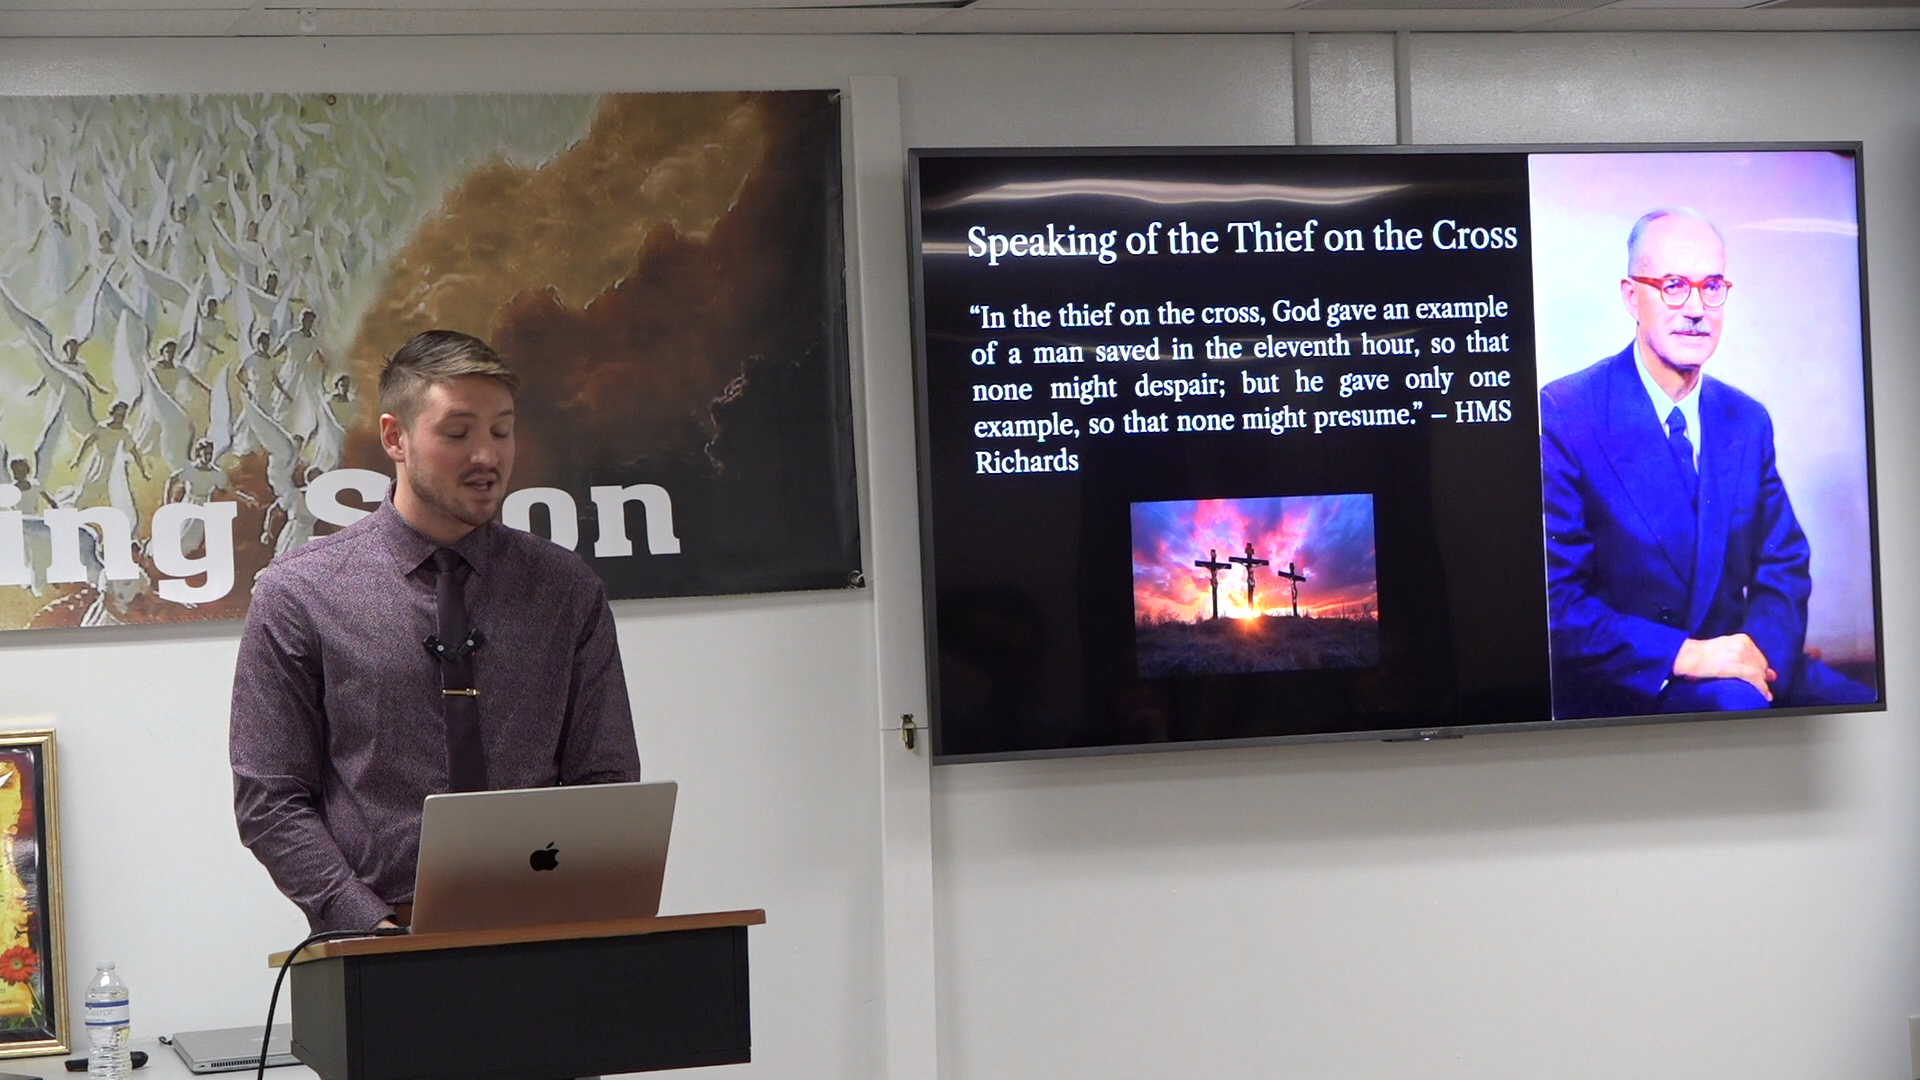 ing Soon
Speaking of the Thief on the Cross
“In the thief on the cross, God gave an example
of a man saved in the eleventh hour, so that
none might despair; but he gave only one
example, so that none might presume.” – HMS
Richards
SONY